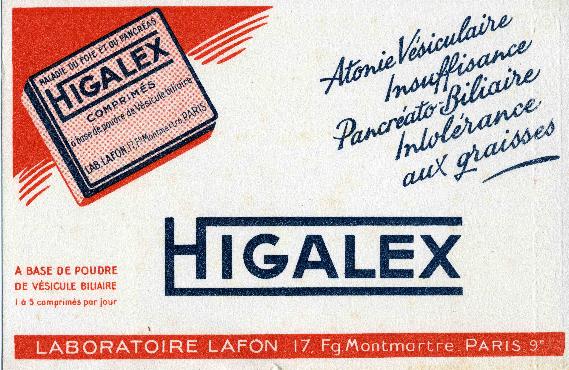 MALADIE DU FOIE ET DU PANCRÉAS
HIGALEX
COMPRIMÉS
à base de poudre de Vésicule biliaire
LAB. LAFON 17, Fg Montmartre PARIS
Atonie Vésiculaire
Insuffisance
Pancréato-Biliaire
Intolérance
aux graisses
HIGALEX
A BASE DE POUDRE
DE VÉSICULE BILIAIRE
1 à 5 comprimés par jour
LABORATOIRE LAFON 17, Fg Montmartre, PARIS 9e